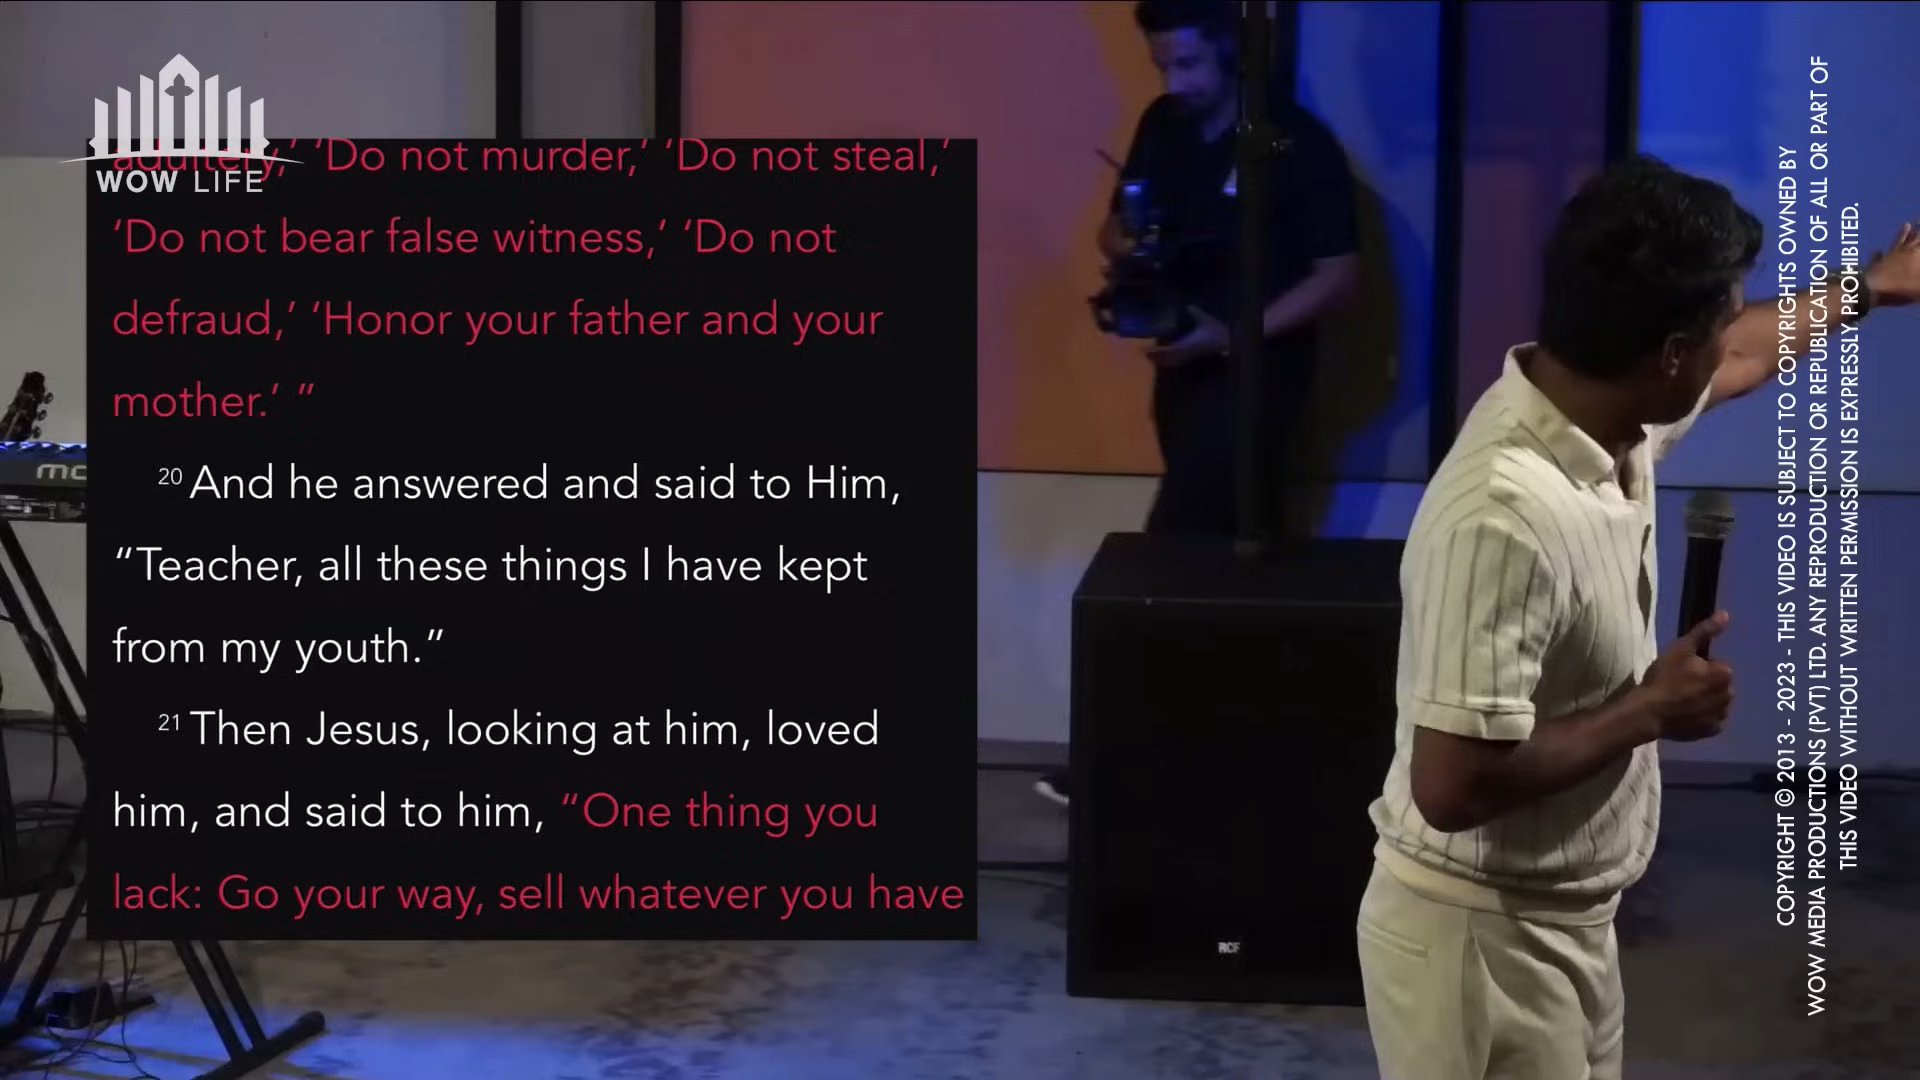 WOW LIFE
adultery,’ ‘Do not murder,’ ‘Do not steal,’
‘Do not bear false witness,’ ‘Do not
defraud,’ ‘Honor your father and your
mother.’ ”
20 And he answered and said to Him,
“Teacher, all these things I have kept
from my youth.”
21 Then Jesus, looking at him, loved
him, and said to him, “One thing you
lack: Go your way, sell whatever you have
RCF
COPYRIGHT © 2013 - 2023 - THIS VIDEO IS SUBJECT TO COPYRIGHTS OWNED BY
WOW MEDIA PRODUCTIONS (PVT) LTD. ANY REPRODUCTION OR REPUBLICATION OF ALL OR PART OF
THIS VIDEO WITHOUT WRITTEN PERMISSION IS EXPRESSLY PROHIBITED.